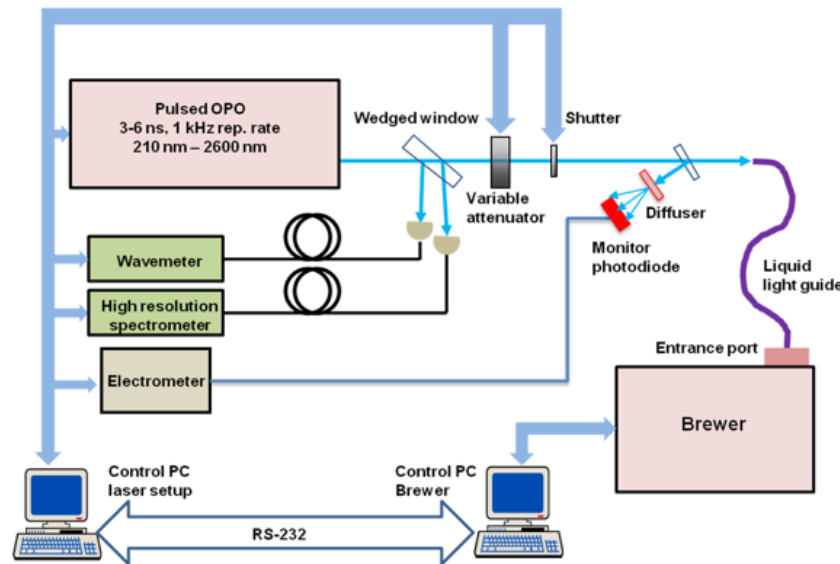 Pulsed OPO
3-6 ns, 1 kHz rep. rate
210 nm – 2600 nm
Wedged window
Shutter
Variable
attenuator
Diffuser
Monitor
photodiode
Liquid
light guide
Wavemeter
High resolution
spectrometer
Electrometer
Entrance port
Brewer
Control PC
laser setup
Control PC
Brewer
RS-232